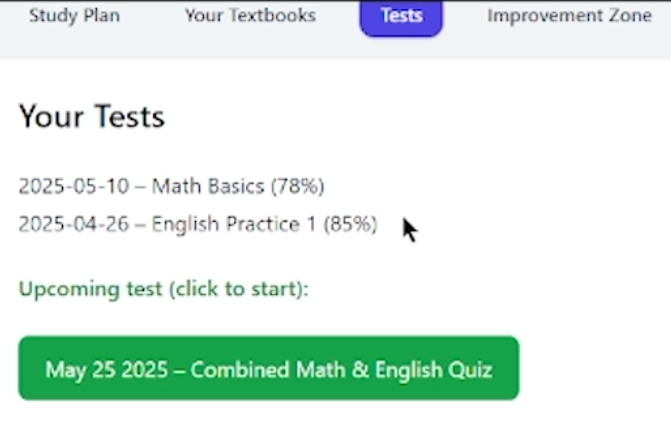 Study Plan Your Textbooks Tests Improvement Zone
Your Tests
2025-05-10 – Math Basics (78%)
2025-04-26 – English Practice 1 (85%)
Upcoming test (click to start):
May 25 2025 – Combined Math & English Quiz